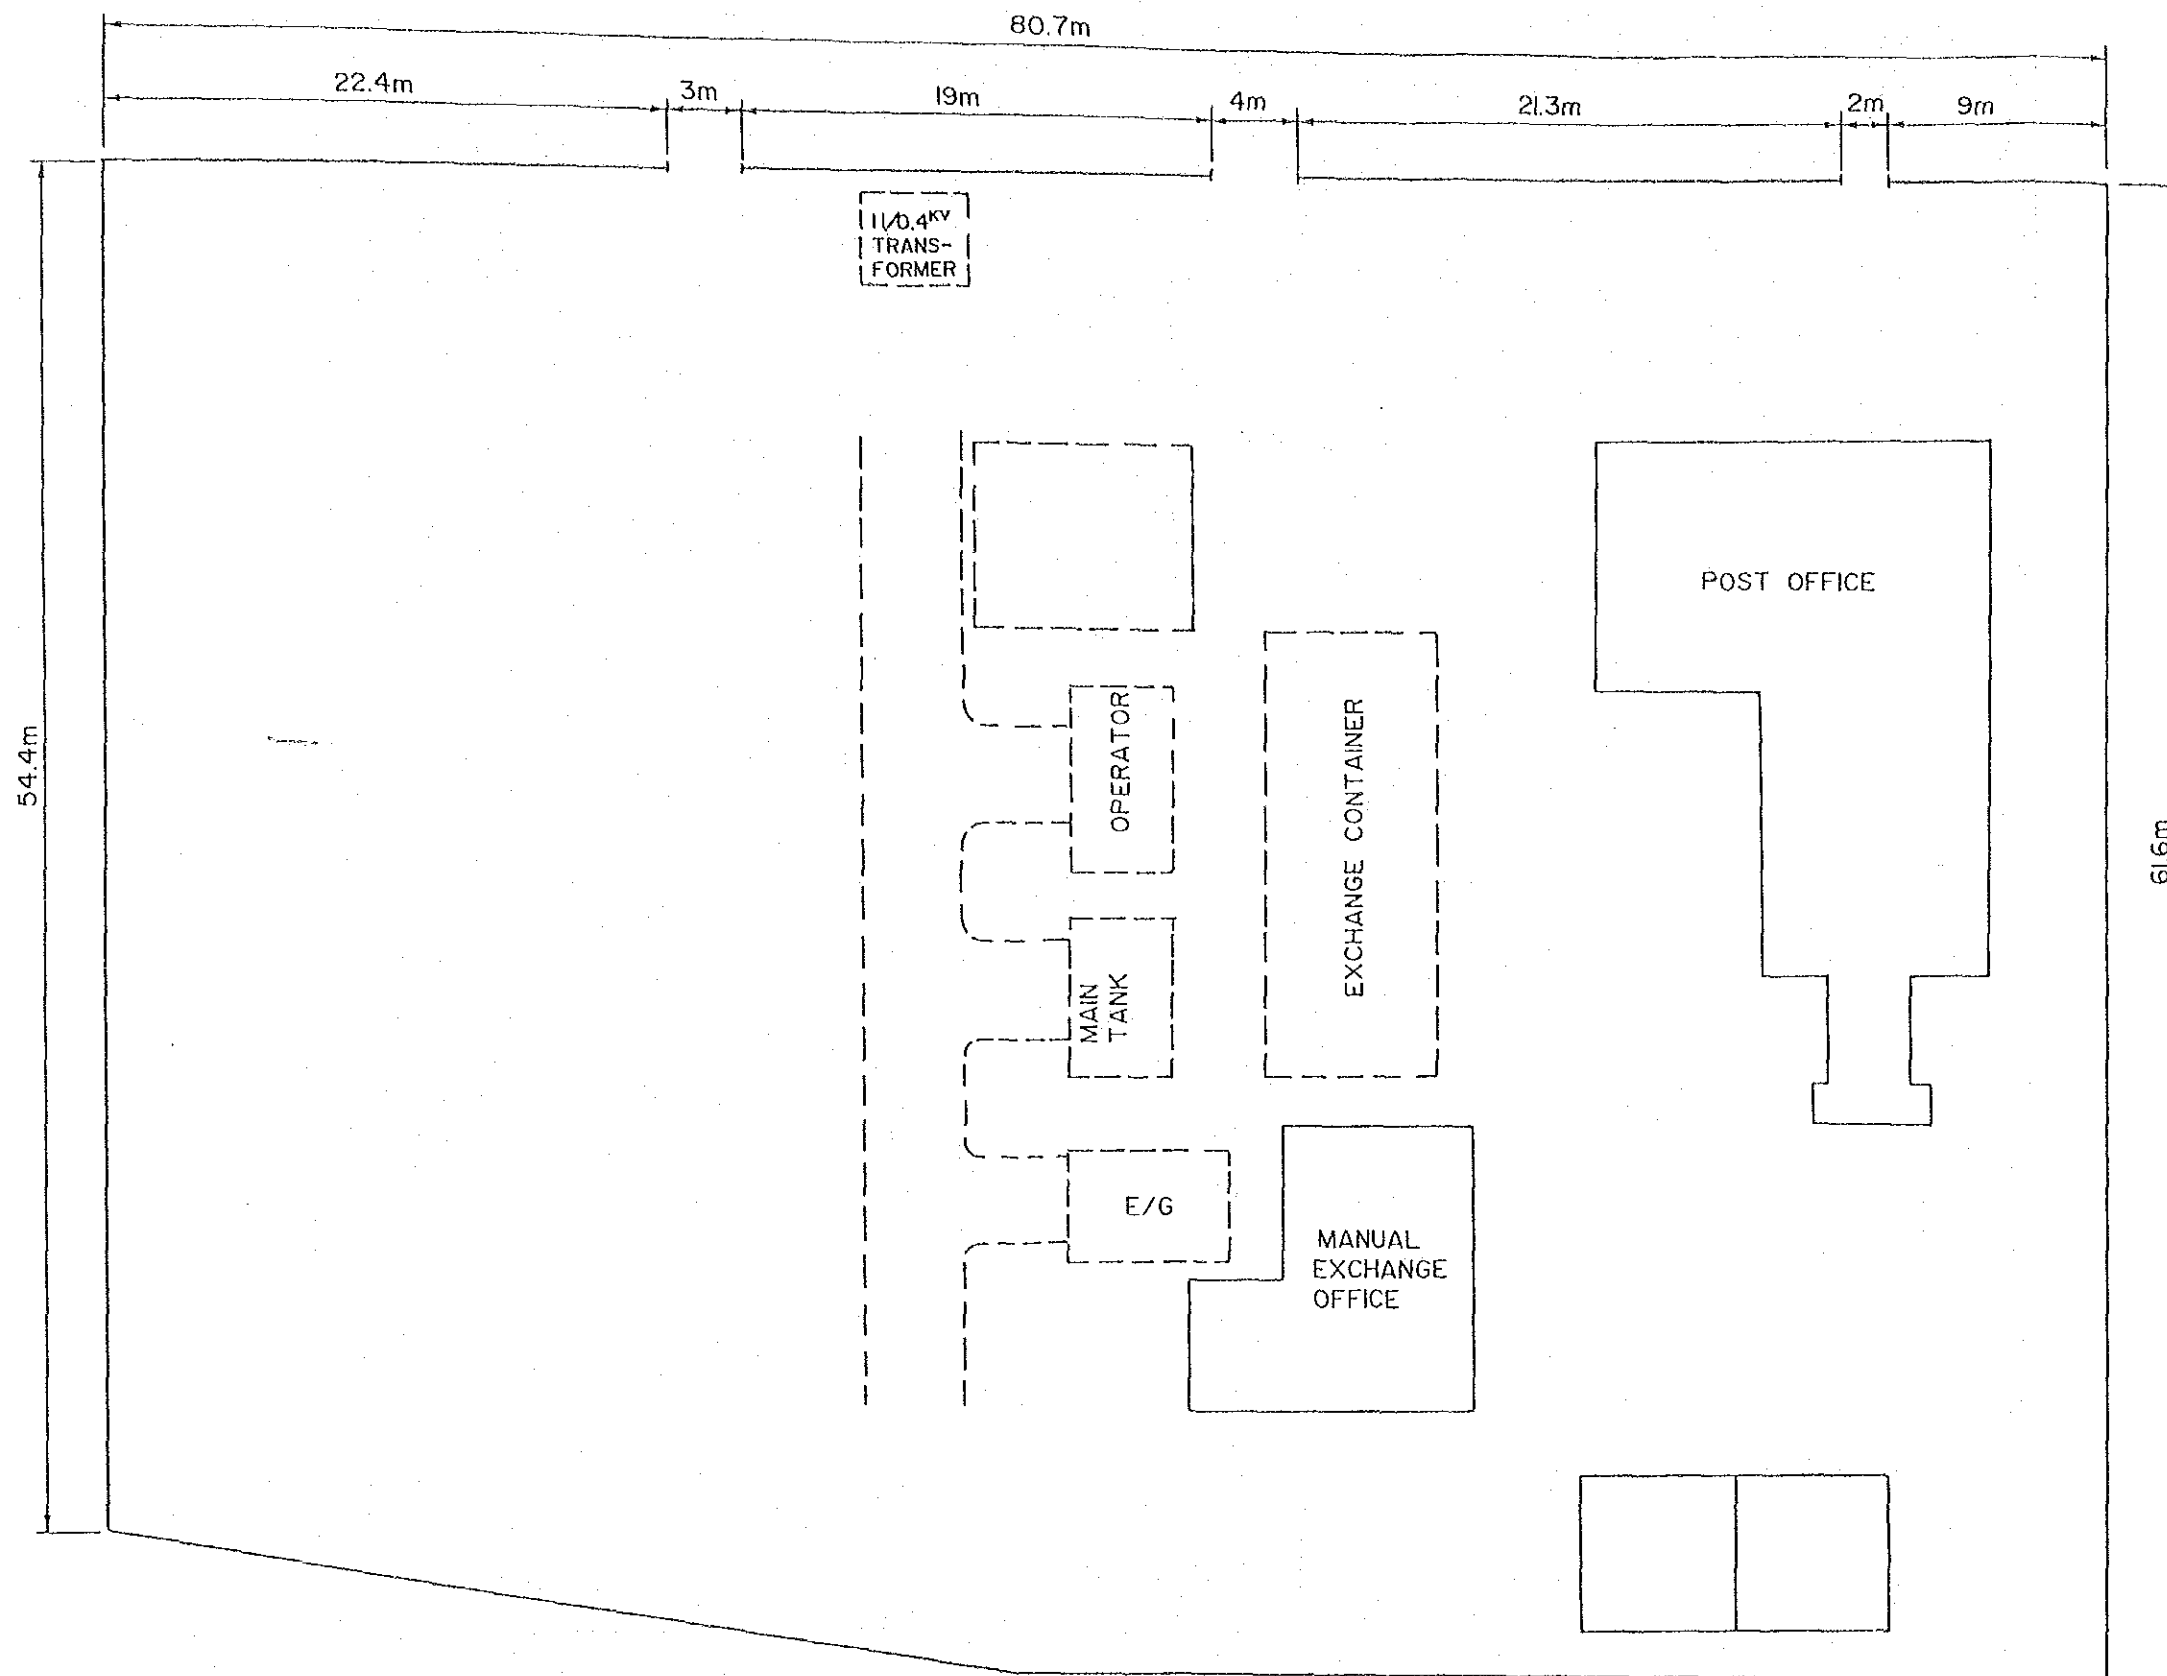 80.7m
22.4m
3m
19m
4m
21.3m
2m
9m
11/0.4KV
TRANS-
FORMER
POST OFFICE
OPERATOR
EXCHANGE CONTAINER
54.4m
61.6m
MAIN
TANK
E/G
MANUAL
EXCHANGE
OFFICE